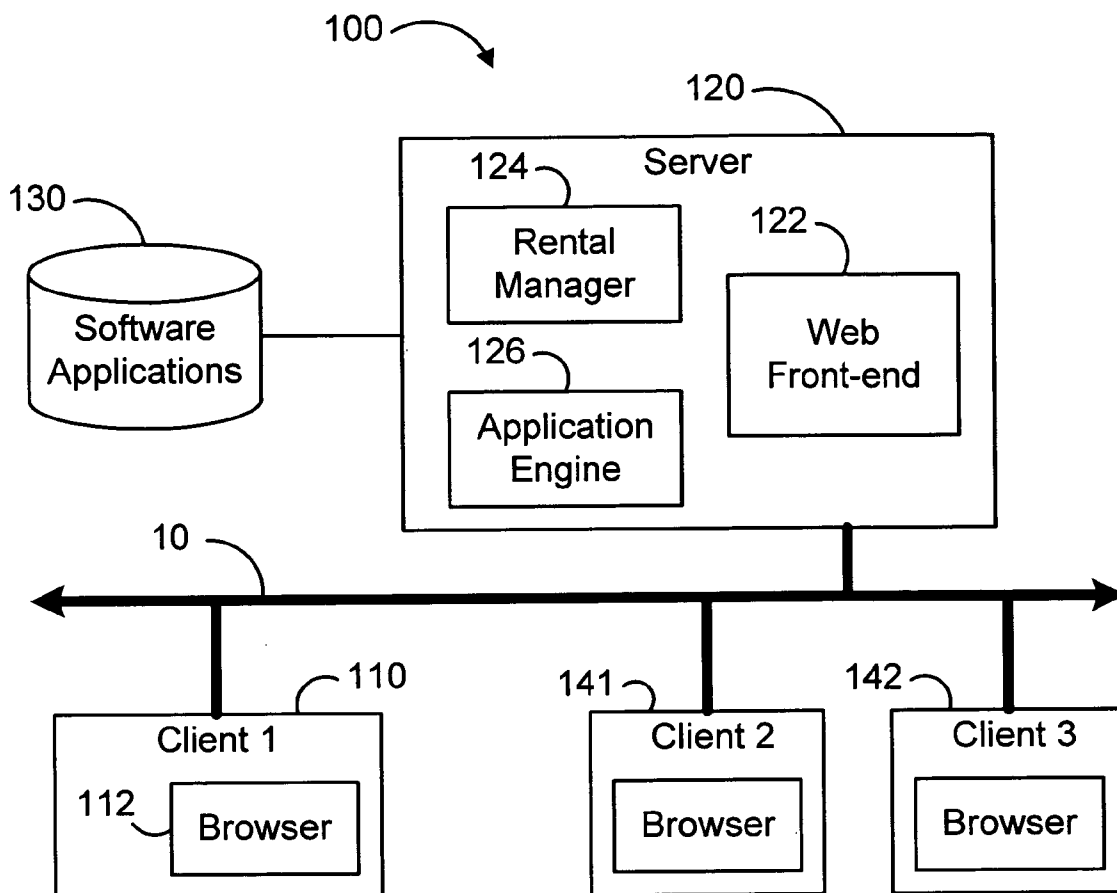 100
120
Server
124
130
122
Rental
Manager
Software
Applications
Web
Front-end
126
Application
Engine
10
110
141
142
Client 1
Client 2
Client 3
112
Browser
Browser
Browser